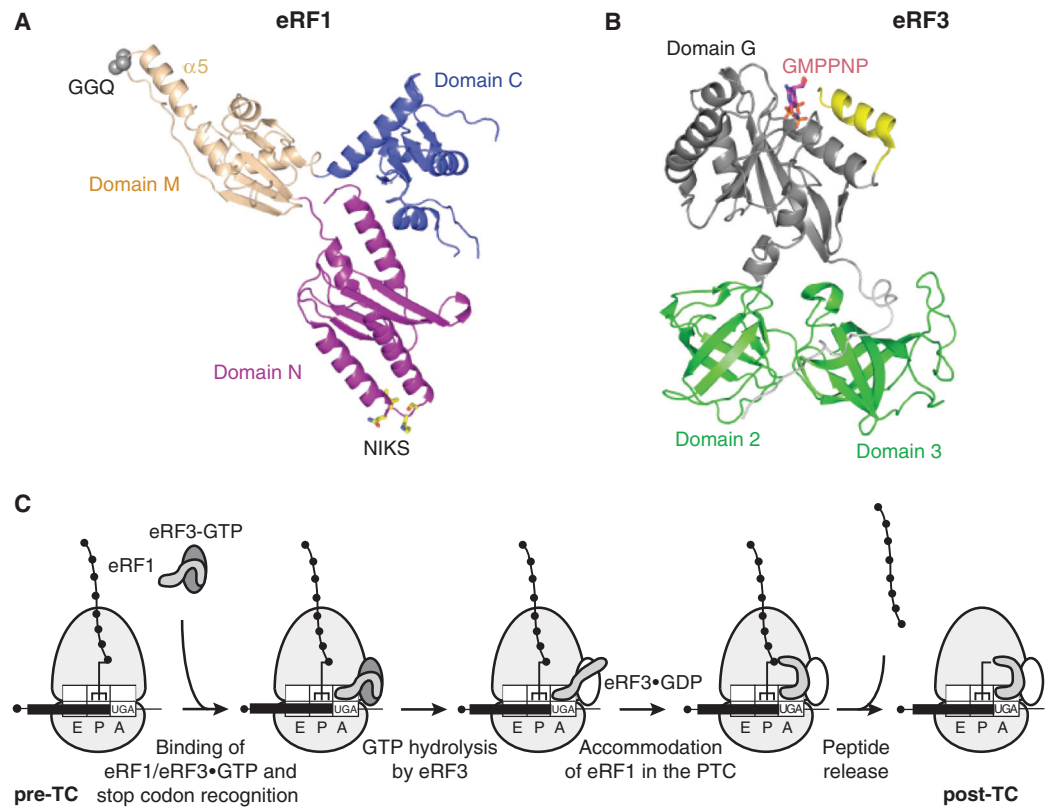 A
eRF1
GGQ
α5
Domain C
Domain M
Domain N
NIKS
B
eRF3
Domain G
GMPPNP
Domain 2
Domain 3
C
eRF3-GTP
eRF1
eRF3•GDP
UGA
UGA
UGA
UGA
UGA
E P A
E P A
E P A
E P A
E P A
Binding of
eRF1/eRF3•GTP and
stop codon recognition
GTP hydrolysis
by eRF3
Accommodation
of eRF1 in the PTC
Peptide
release
pre-TC
post-TC